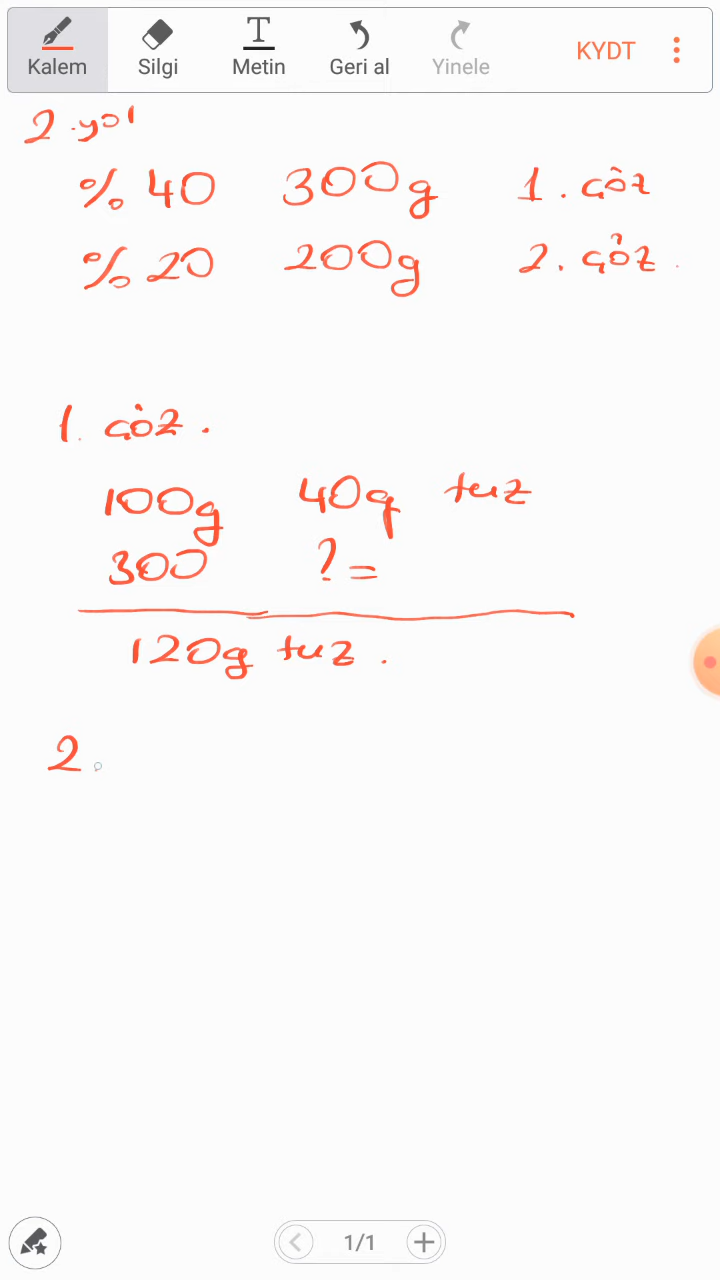 Kalem Silgi Metin Geri al Yinele KYDT
2.yol
% 40 300g 1. çöz
% 20 200g 2. çöz.
1. çöz.
100g 40g tuz
300 ? =
120g tuz.
2.
1/1